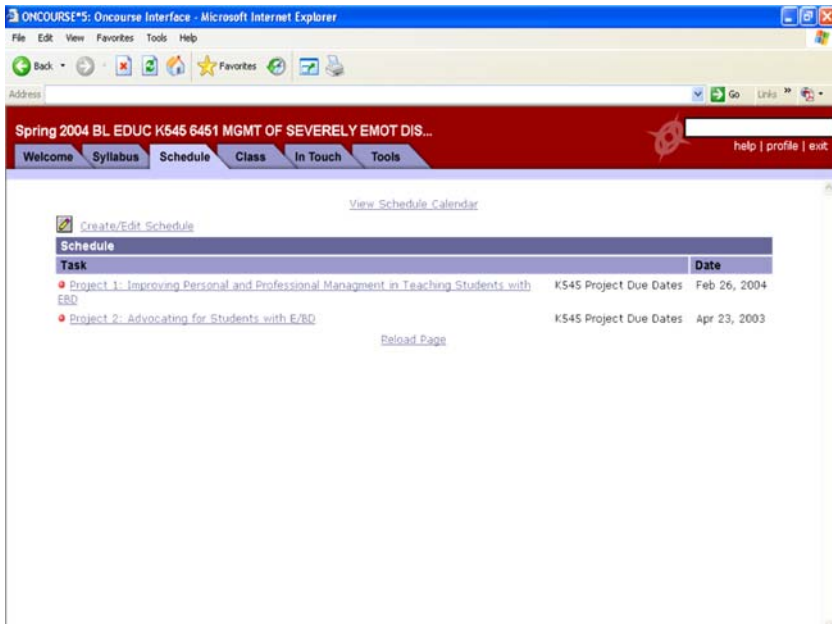 ONCOURSE*5: Oncourse Interface - Microsoft Internet Explorer
File Edit View Favorites Tools Help
Back Favorites
Address Go Links »
Spring 2004 BL EDUC K545 6451 MGMT OF SEVERELY EMOT DIS...
help | profile | exit
Welcome Syllabus Schedule Class In Touch Tools
View Schedule Calendar
Create/Edit Schedule
Schedule
Task Date
Project 1: Improving Personal and Professional Managment in Teaching Students with K545 Project Due Dates Feb 26, 2004
EBD
Project 2: Advocating for Students with E/BD K545 Project Due Dates Apr 23, 2003
Reload Page